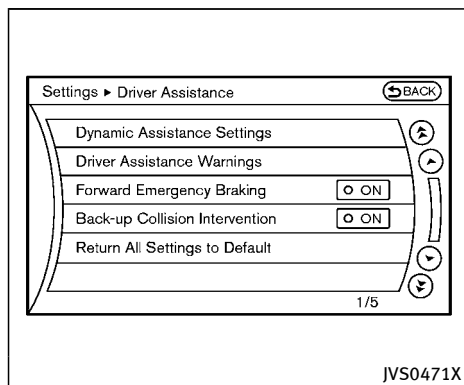 Settings ▸ Driver Assistance
BACK
Dynamic Assistance Settings
Driver Assistance Warnings
Forward Emergency Braking ON
Back-up Collision Intervention ON
Return All Settings to Default
1/5
JVS0471X